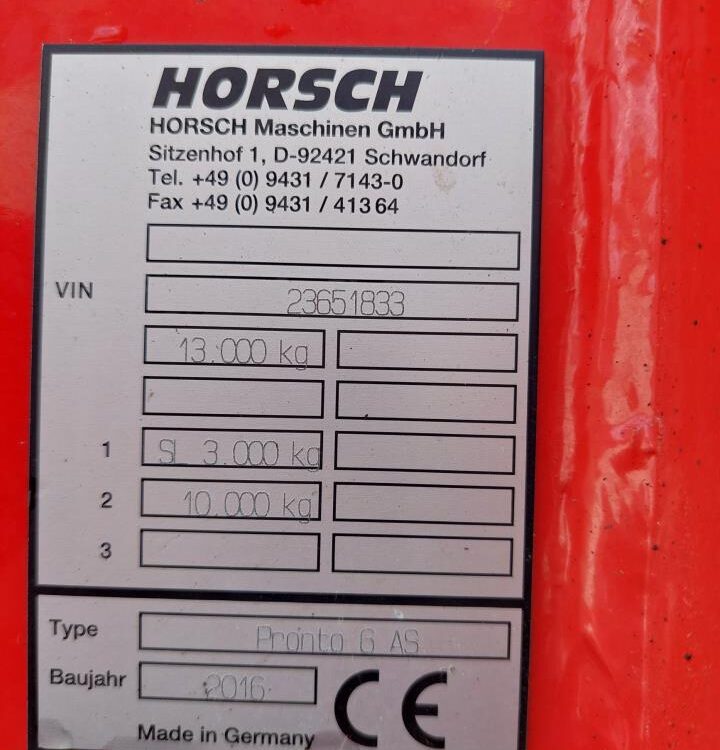 HORSCH
HORSCH Maschinen GmbH
Sitzenhof 1, D-92421 Schwandorf
Tel. +49 (0) 9431 / 7143-0
Fax +49 (0) 9431 / 413 64
VIN 23651833
13.000 kg
1 SL 3.000 kg
2 10.000 kg
3
Type Pronto 6 AS
Baujahr 2016
CE
Made in Germany